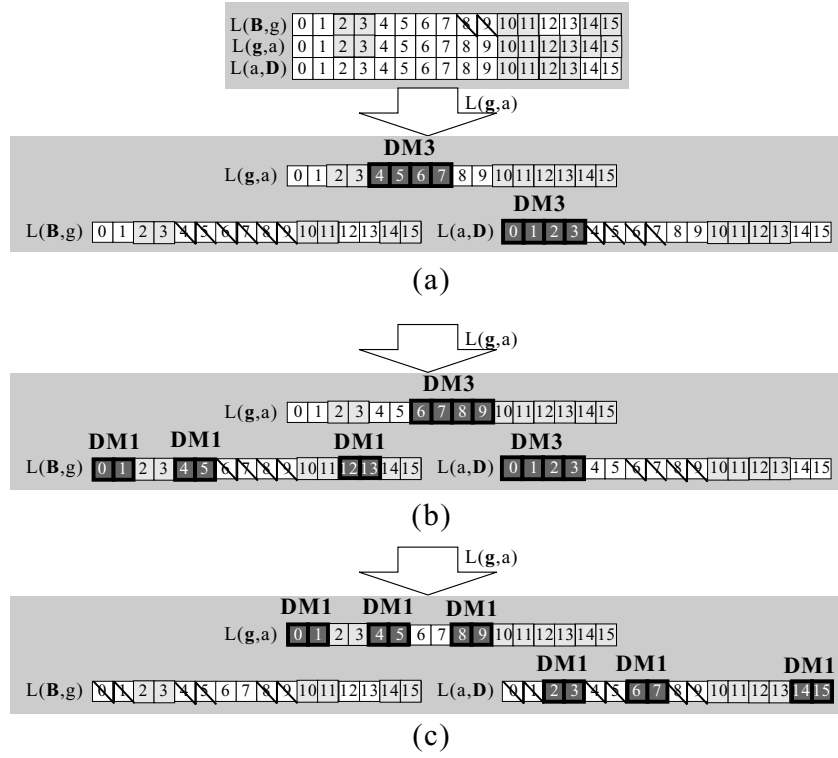 L(B,g) 0 1 2 3 4 5 6 7 8 9 10 11 12 13 14 15
L(g,a) 0 1 2 3 4 5 6 7 8 9 10 11 12 13 14 15
L(a,D) 0 1 2 3 4 5 6 7 8 9 10 11 12 13 14 15
L(g,a)
DM3
L(g,a) 0 1 2 3 4 5 6 7 8 9 10 11 12 13 14 15
DM3
L(B,g) 0 1 2 3 4 5 6 7 8 9 10 11 12 13 14 15 L(a,D) 0 1 2 3 4 5 6 7 8 9 10 11 12 13 14 15
(a)
L(g,a)
DM3
L(g,a) 0 1 2 3 4 5 6 7 8 9 10 11 12 13 14 15
DM1 DM1 DM1 DM3
L(B,g) 0 1 2 3 4 5 6 7 8 9 10 11 12 13 14 15 L(a,D) 0 1 2 3 4 5 6 7 8 9 10 11 12 13 14 15
(b)
L(g,a)
DM1 DM1 DM1
L(g,a) 0 1 2 3 4 5 6 7 8 9 10 11 12 13 14 15
DM1 DM1 DM1
L(B,g) 0 1 2 3 4 5 6 7 8 9 10 11 12 13 14 15 L(a,D) 0 1 2 3 4 5 6 7 8 9 10 11 12 13 14 15
(c)